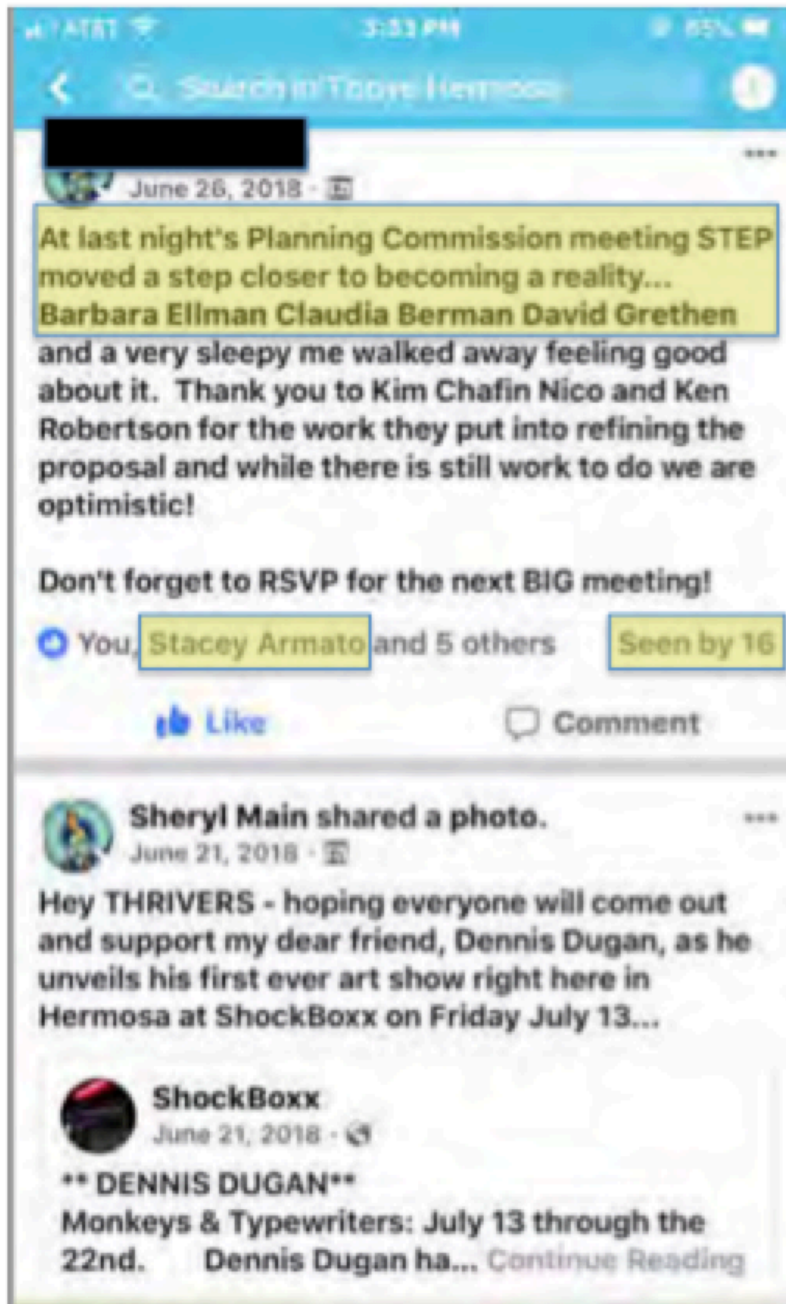 AT&T
3:53 PM
85%
Search in Thrive Hermosa
June 26, 2018 ·
At last night's Planning Commission meeting STEP
moved a step closer to becoming a reality...
Barbara Ellman Claudia Berman David Grethen
and a very sleepy me walked away feeling good
about it. Thank you to Kim Chafin Nico and Ken
Robertson for the work they put into refining the
proposal and while there is still work to do we are
optimistic!
Don't forget to RSVP for the next BIG meeting!
You, Stacey Armato and 5 others Seen by 16
Like Comment
Sheryl Main shared a photo.
June 21, 2018 ·
Hey THRIVERS - hoping everyone will come out
and support my dear friend, Dennis Dugan, as he
unveils his first ever art show right here in
Hermosa at ShockBoxx on Friday July 13...
ShockBoxx
June 21, 2018 ·
** DENNIS DUGAN**
Monkeys & Typewriters: July 13 through the
22nd. Dennis Dugan ha... Continue Reading